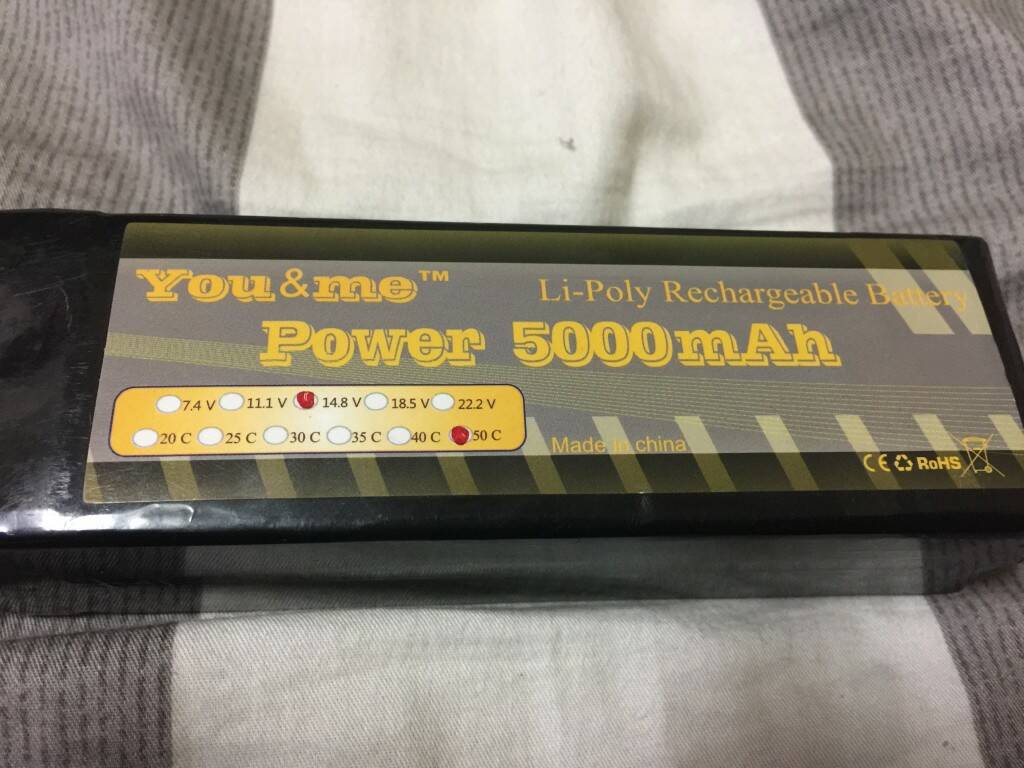 You&me™
Li-Poly Rechargeable Battery
Power 5000mAh
7.4 V 11.1 V 14.8 V 18.5 V 22.2 V
20 C 25 C 30 C 35 C 40 C 50 C
Made in china
CE RoHS